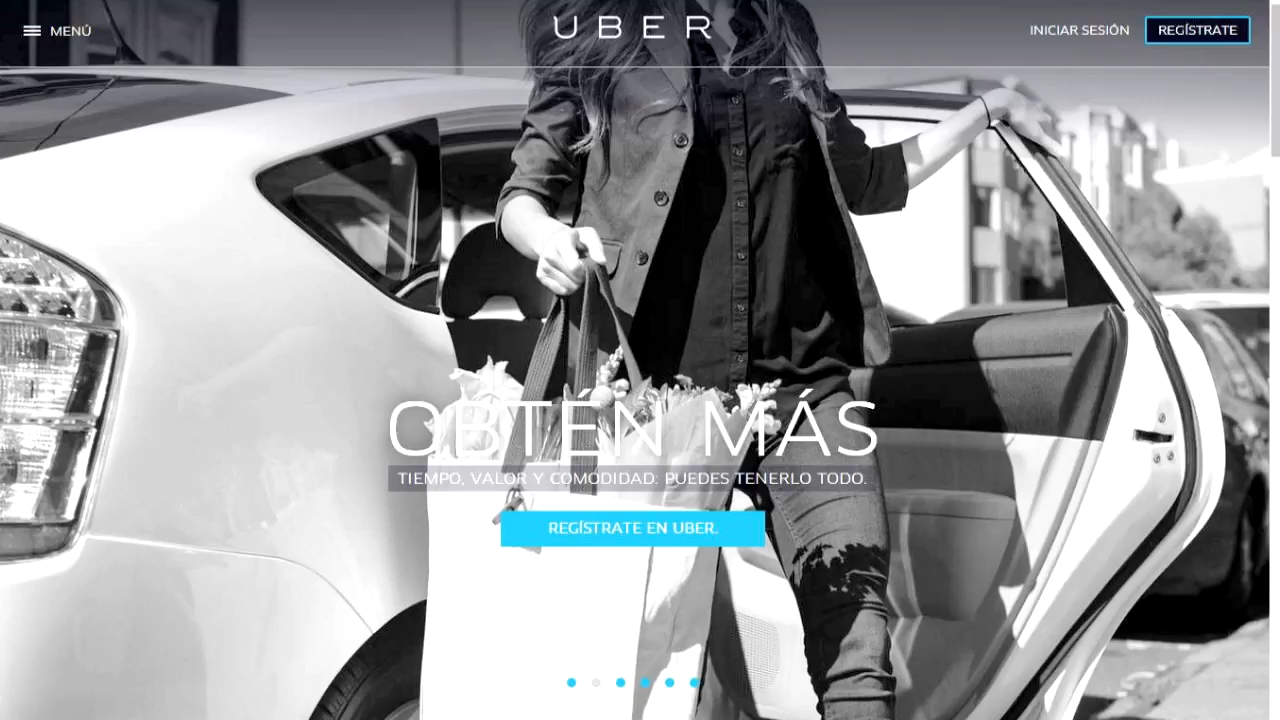 MENÚ
UBER
INICIAR SESIÓN
REGÍSTRATE
OBTÉN MÁS
TIEMPO, VALOR Y COMODIDAD: PUEDES TENERLO TODO.
REGÍSTRATE EN UBER.